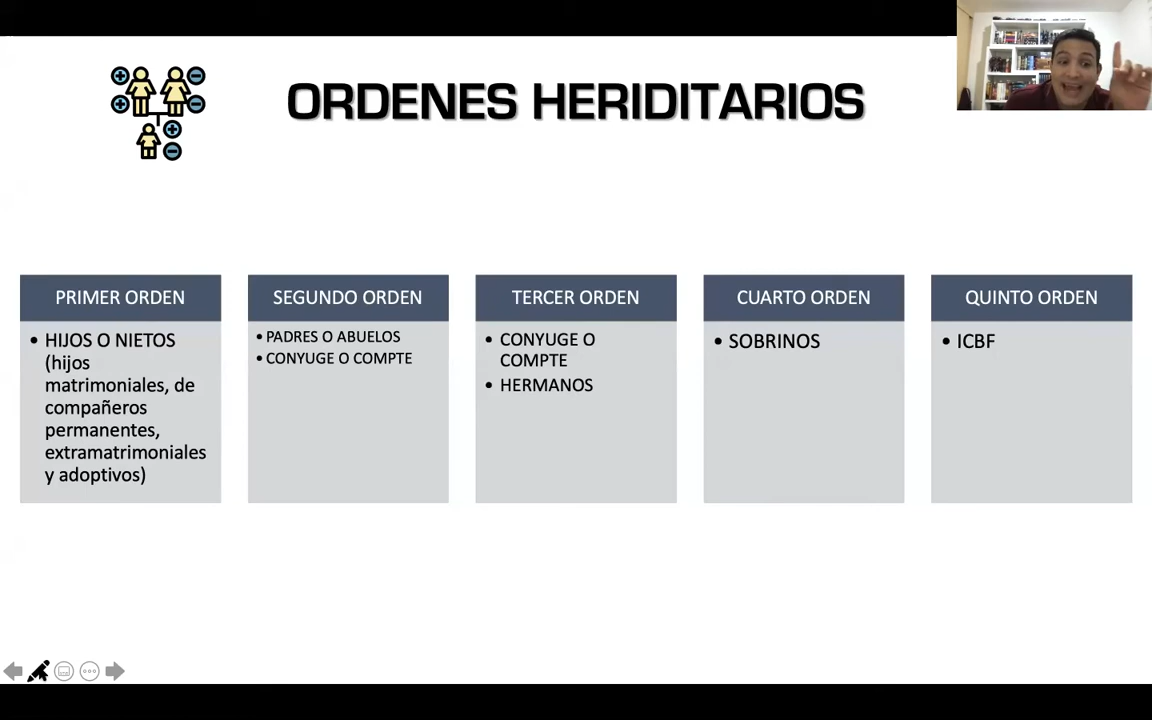 ORDENES HERIDITARIOS
PRIMER ORDEN
• HIJOS O NIETOS
(hijos
matrimoniales, de
compañeros
permanentes,
extramatrimoniales
y adoptivos)
SEGUNDO ORDEN
• PADRES O ABUELOS
• CONYUGE O COMPTE
TERCER ORDEN
• CONYUGE O
COMPTE
• HERMANOS
CUARTO ORDEN
• SOBRINOS
QUINTO ORDEN
• ICBF